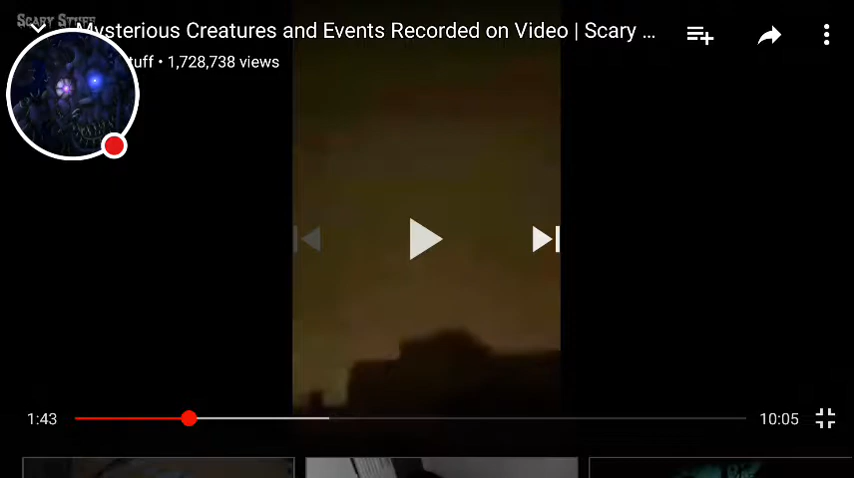 SCARY STUFF
Mysterious Creatures and Events Recorded on Video | Scary ...
tuff • 1,728,738 views
1:43
10:05